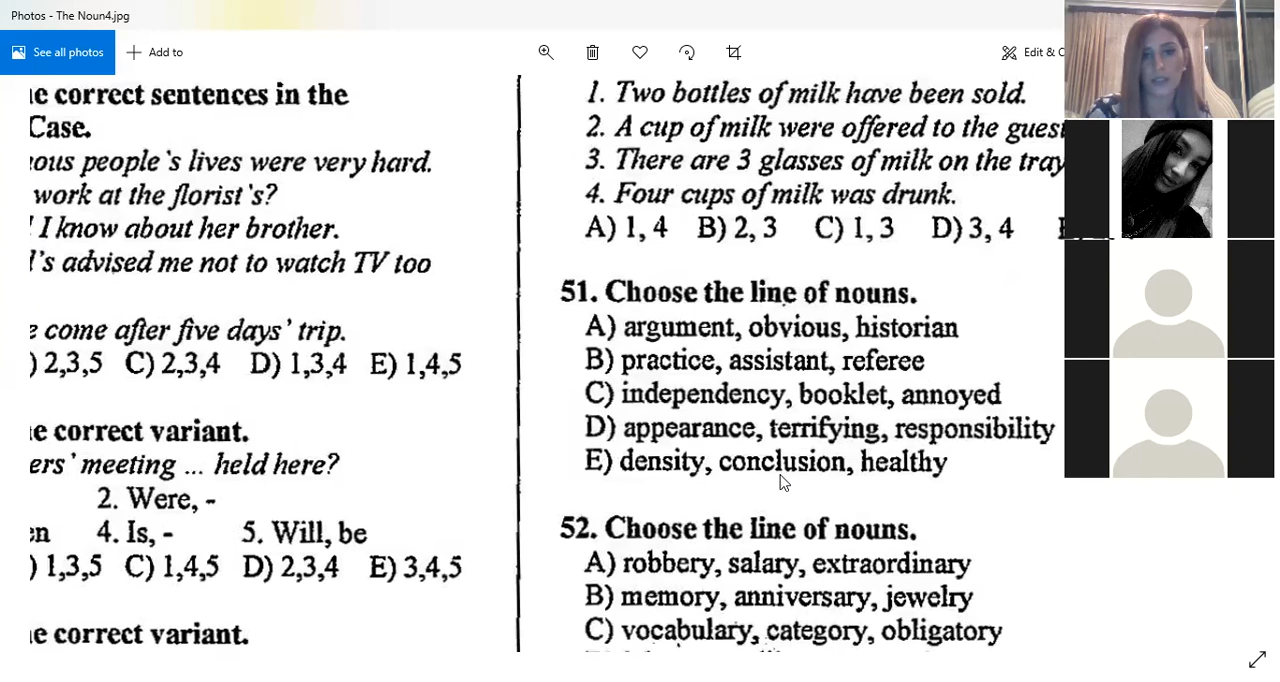 Photos - The Noun4.jpg
See all photos
Add to
Edit & C
ne correct sentences in the
Case.
ous people's lives were very hard.
work at the florist's?
I know about her brother.
's advised me not to watch TV too
e come after five days' trip.
) 2,3,5 C) 2,3,4 D) 1,3,4 E) 1,4,5
e correct variant.
ers' meeting ... held here?
2. Were, -
en 4. Is, - 5. Will, be
) 1,3,5 C) 1,4,5 D) 2,3,4 E) 3,4,5
e correct variant.
1. Two bottles of milk have been sold.
2. A cup of milk were offered to the guest
3. There are 3 glasses of milk on the tray
4. Four cups of milk was drunk.
A) 1, 4 B) 2, 3 C) 1, 3 D) 3, 4
51. Choose the line of nouns.
A) argument, obvious, historian
B) practice, assistant, referee
C) independency, booklet, annoyed
D) appearance, terrifying, responsibility
E) density, conclusion, healthy
52. Choose the line of nouns.
A) robbery, salary, extraordinary
B) memory, anniversary, jewelry
C) vocabulary, category, obligatory